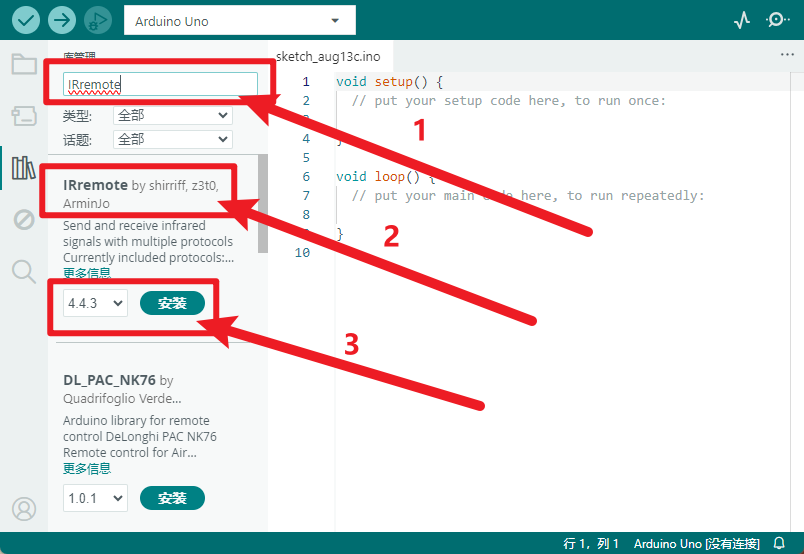 Arduino Uno
库管理
sketch_aug13c.ino
IRremote
类型: 全部
话题: 全部
IRremote by shirriff, z3t0,
ArminJo
Send and receive infrared
signals with multiple protocols
Currently included protocols:...
更多信息
4.4.3 安装
DL_PAC_NK76 by
Quadrifoglio Verde...
Arduino library for remote
control DeLonghi PAC NK76
Remote control for Air...
更多信息
1.0.1 安装
1 void setup() {
2 // put your setup code here, to run once:
4
5
6 void loop() {
7 // put your main code here, to run repeatedly:
8
}
10
1
2
3
行 1，列 1 Arduino Uno [没有连接]